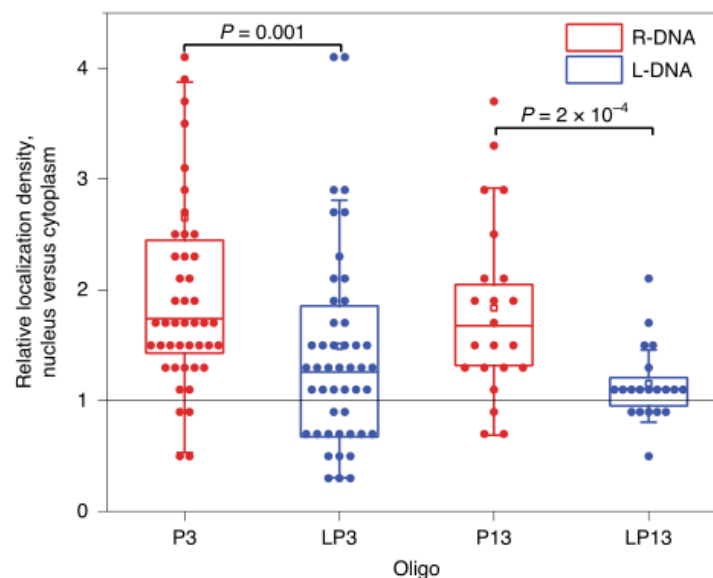 P = 0.001
R-DNA
L-DNA
P = 2 × 10⁻⁴
Relative localization density,
nucleus versus cytoplasm
4
3
2
1
0
P3 LP3 P13 LP13
Oligo